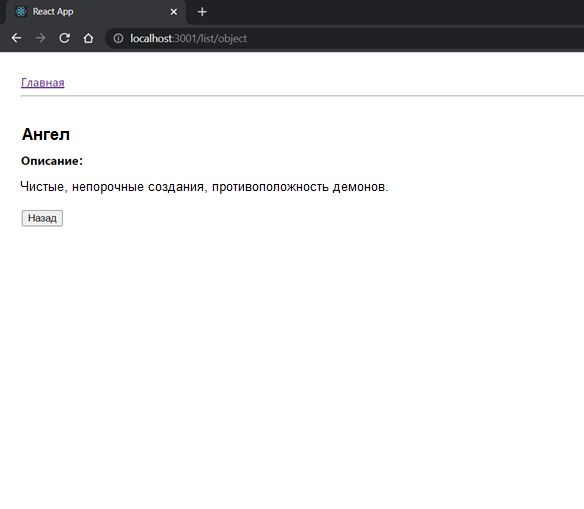 React App
localhost:3001/list/object
Главная
Ангел
Описание:
Чистые, непорочные создания, противоположность демонов.
Назад